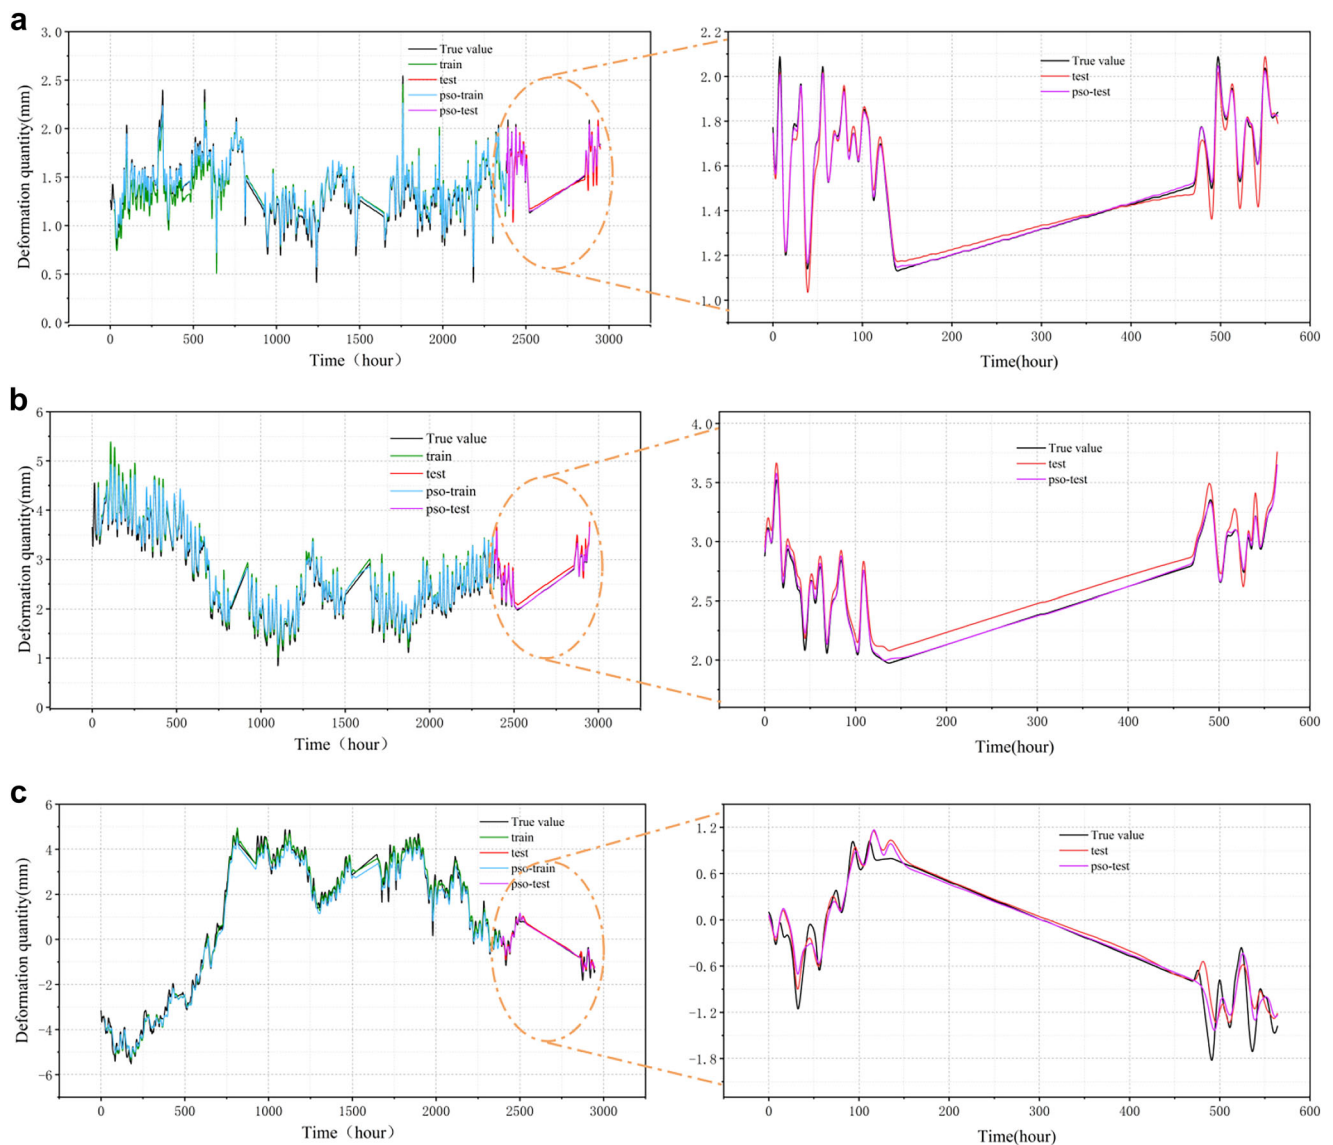 a
3.0
2.5
2.0
1.5
1.0
0.5
0.0
Deformation quantity(mm)
0
500
1000
1500
2000
2500
3000
Time（hour）
True value
train
test
pso-train
pso-test
2.2
2.0
1.8
1.6
1.4
1.2
1.0
0
100
200
300
400
500
600
Time(hour)
True value
test
pso-test
b
6
5
4
3
2
1
0
Deformation quantity(mm)
0
500
1000
1500
2000
2500
3000
Time（hour）
True value
train
test
pso-train
pso-test
4.0
3.5
3.0
2.5
2.0
0
100
200
300
400
500
600
Time(hour)
True value
test
pso-test
c
6
4
2
0
−2
−4
−6
Deformation quantity(mm)
0
500
1000
1500
2000
2500
3000
Time（hour）
True value
train
test
pso-train
pso-test
1.2
0.6
0.0
−0.6
−1.2
−1.8
0
100
200
300
400
500
600
Time(hour)
True value
test
pso-test